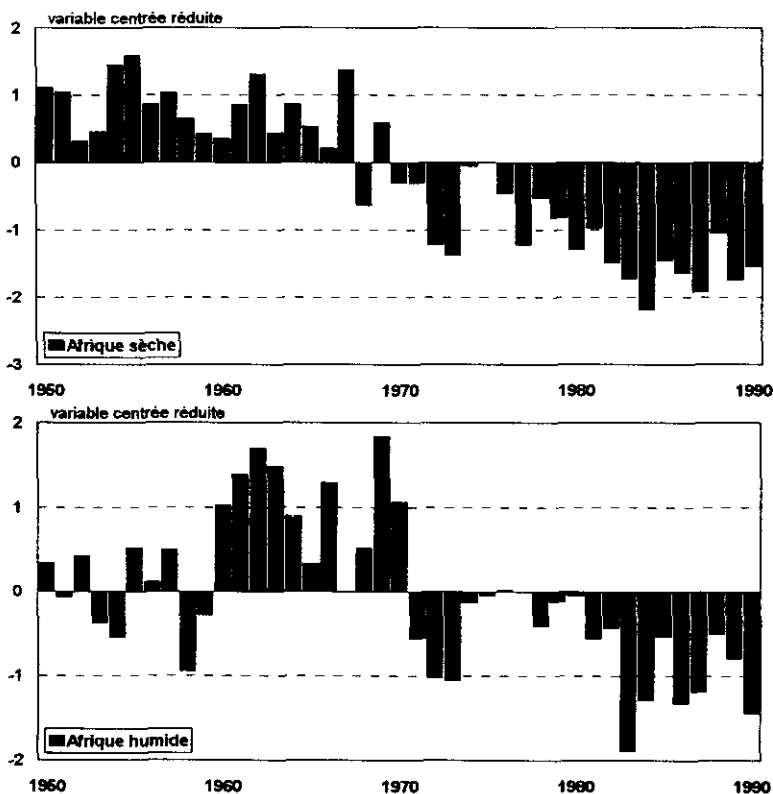 variable centrée réduite
2
1
0
-1
-2
-3
Afrique sèche
1950 1960 1970 1980 1990
variable centrée réduite
2
1
0
-1
-2
Afrique humide
1950 1960 1970 1980 1990